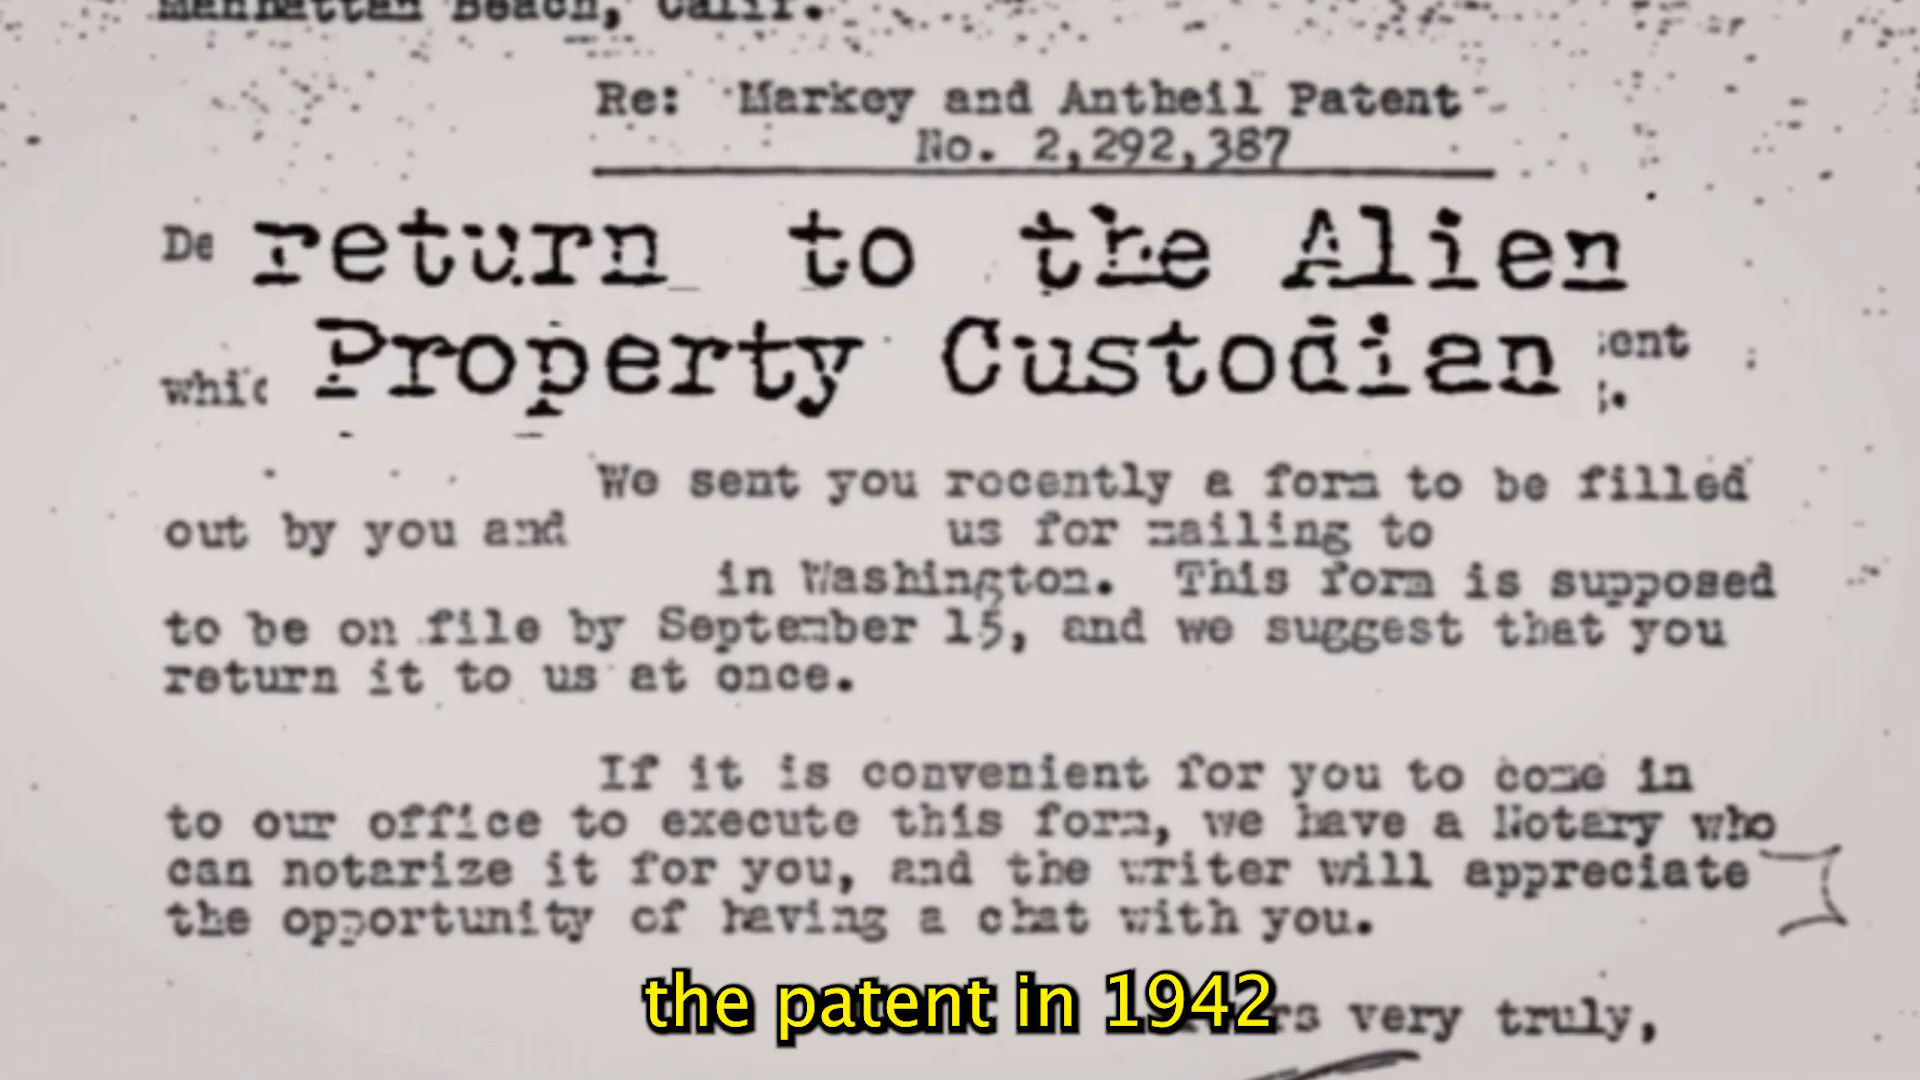 Manhattan Beach, Calif.
Re: Markey and Antheil Patent
No. 2,292,387
De
return to the Alien
Property Custodian
ent
whic
We sent you recently a form to be filled
out by you and us for mailing to
in Washington. This form is supposed
to be on file by September 15, and we suggest that you
return it to us at once.
If it is convenient for you to come in
to our office to execute this form, we have a Notary who
can notarize it for you, and the writer will appreciate
the opportunity of having a chat with you.
rs very truly,
the patent in 1942